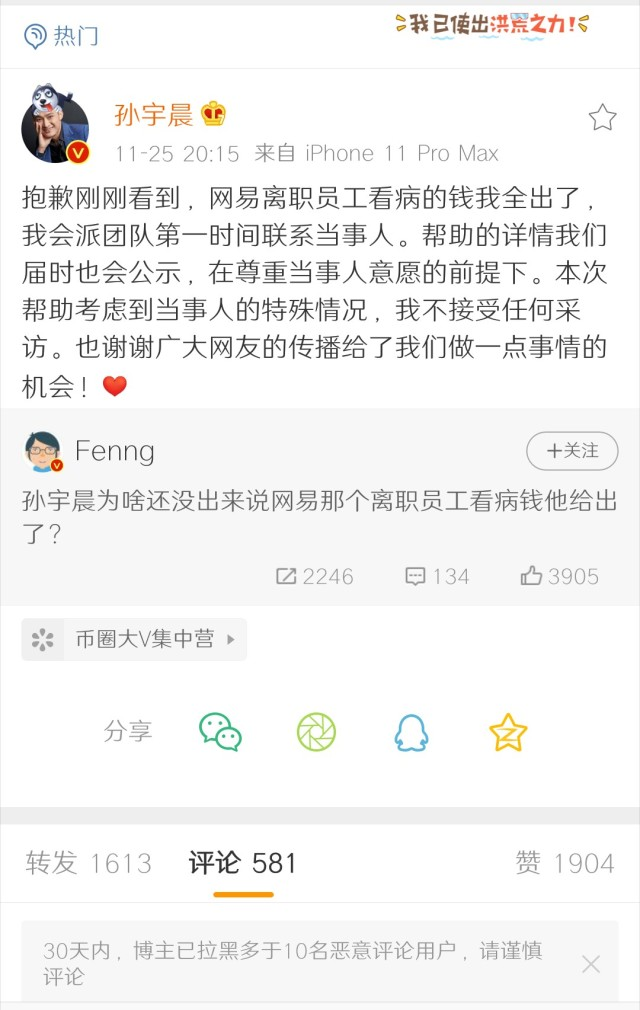 热门
我已使出洪荒之力!
孙宇晨
11-25 20:15 来自 iPhone 11 Pro Max
抱歉刚刚看到，网易离职员工看病的钱我全出了，
我会派团队第一时间联系当事人。帮助的详情我们
届时也会公示，在尊重当事人意愿的前提下。本次
帮助考虑到当事人的特殊情况，我不接受任何采
访。也谢谢广大网友的传播给了我们做一点事情的
机会！❤️
Fenng
+关注
孙宇晨为啥还没出来说网易那个离职员工看病钱他给出
了？
2246 134 3905
币圈大V集中营
分享
转发 1613 评论 581 赞 1904
30天内，博主已拉黑多于10名恶意评论用户，请谨慎
评论